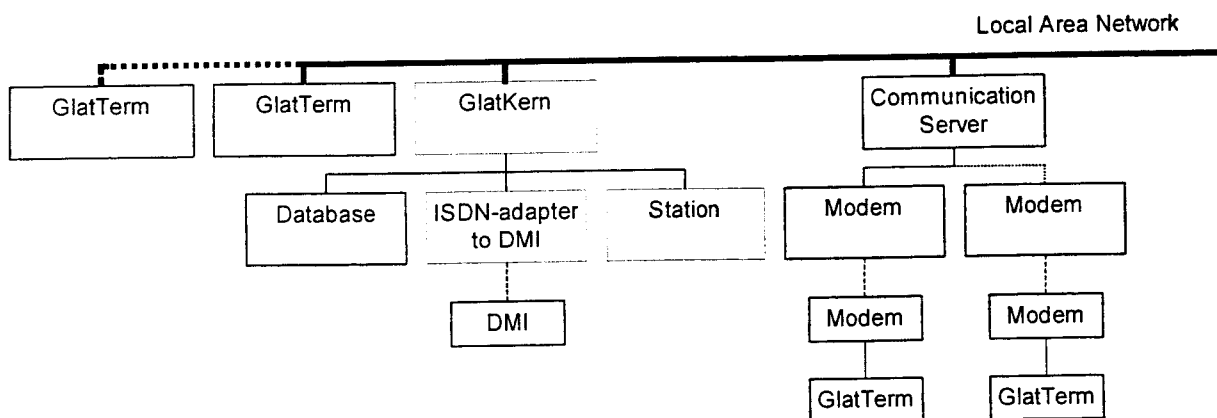 Local Area Network
GlatTerm
GlatTerm
GlatKern
Communication
Server
Database
ISDN-adapter
to DMI
Station
Modem
Modem
DMI
Modem
Modem
GlatTerm
GlatTerm